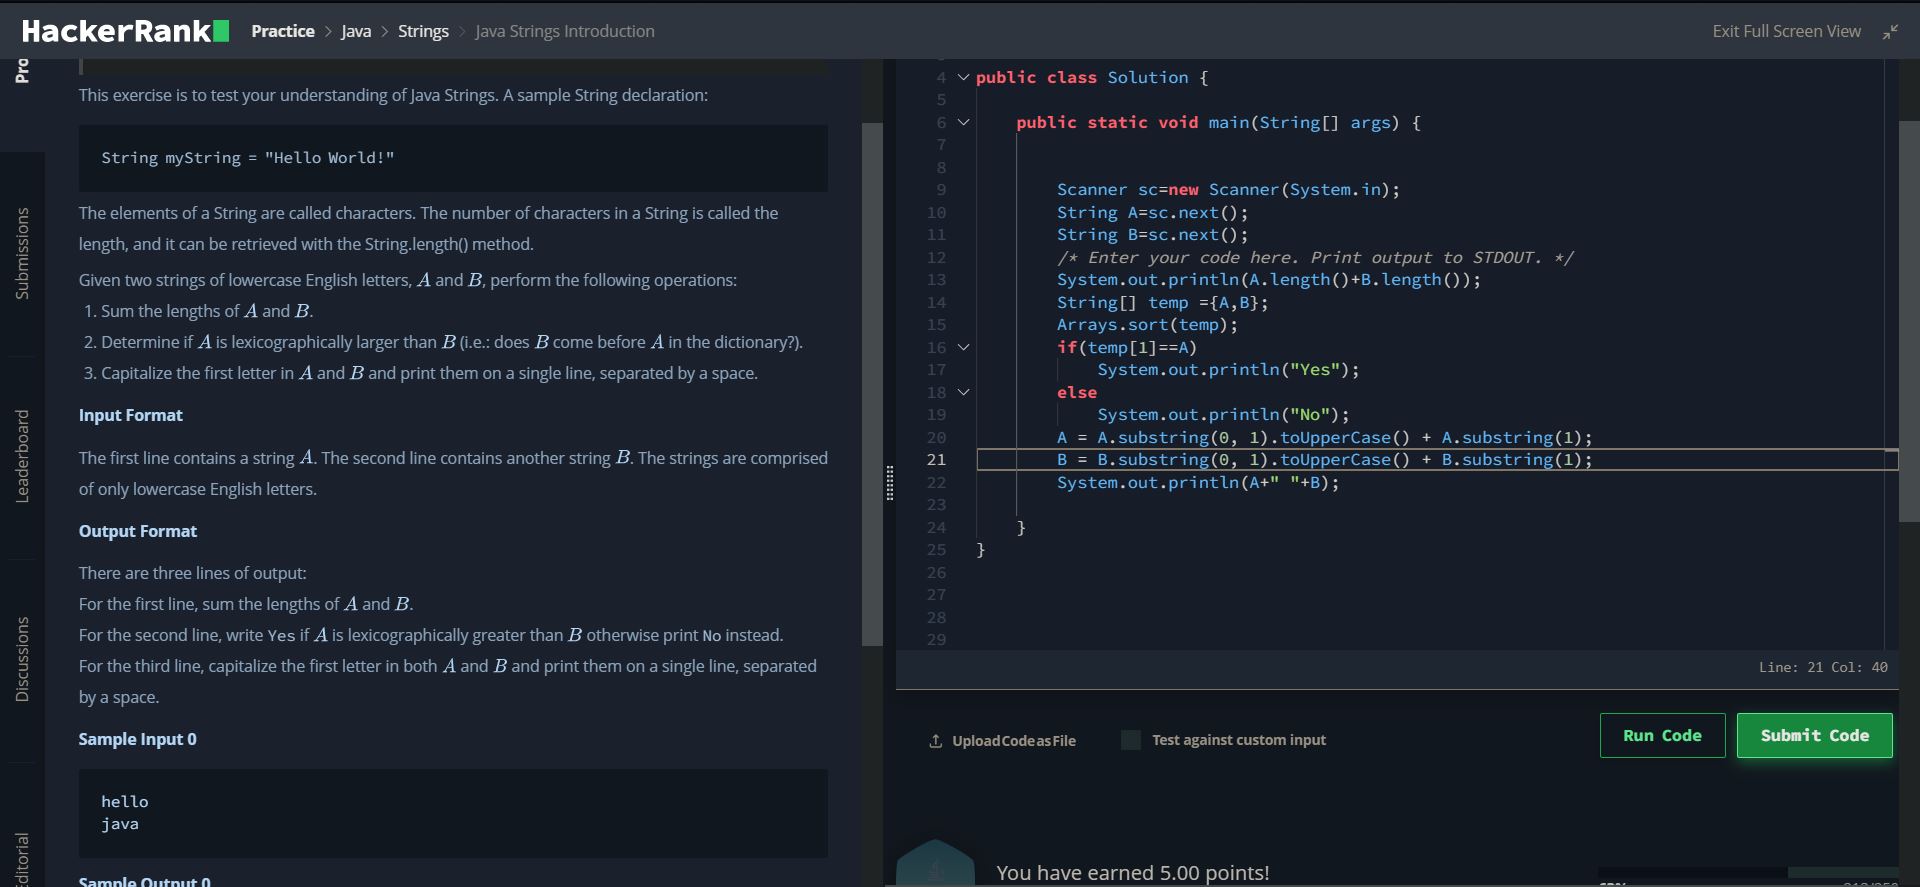 HackerRank Practice > Java > Strings > Java Strings Introduction Exit Full Screen View
Pro
Submissions
Leaderboard
Discussions
Editorial
This exercise is to test your understanding of Java Strings. A sample String declaration:
String myString = "Hello World!"
The elements of a String are called characters. The number of characters in a String is called the
length, and it can be retrieved with the String.length() method.
Given two strings of lowercase English letters, A and B, perform the following operations:
1. Sum the lengths of A and B.
2. Determine if A is lexicographically larger than B (i.e.: does B come before A in the dictionary?).
3. Capitalize the first letter in A and B and print them on a single line, separated by a space.
Input Format
The first line contains a string A. The second line contains another string B. The strings are comprised
of only lowercase English letters.
Output Format
There are three lines of output:
For the first line, sum the lengths of A and B.
For the second line, write Yes if A is lexicographically greater than B otherwise print No instead.
For the third line, capitalize the first letter in both A and B and print them on a single line, separated
by a space.
Sample Input 0
hello
java
Sample Output 0
4 public class Solution {
5
6 public static void main(String[] args) {
7
8
9 Scanner sc=new Scanner(System.in);
10 String A=sc.next();
11 String B=sc.next();
12 /* Enter your code here. Print output to STDOUT. */
13 System.out.println(A.length()+B.length());
14 String[] temp ={A,B};
15 Arrays.sort(temp);
16 if(temp[1]==A)
17 System.out.println("Yes");
18 else
19 System.out.println("No");
20 A = A.substring(0, 1).toUpperCase() + A.substring(1);
21 B = B.substring(0, 1).toUpperCase() + B.substring(1);
22 System.out.println(A+" "+B);
23
24 }
25 }
26
27
28
29
Line: 21 Col: 40
Upload Code as File Test against custom input Run Code Submit Code
You have earned 5.00 points!